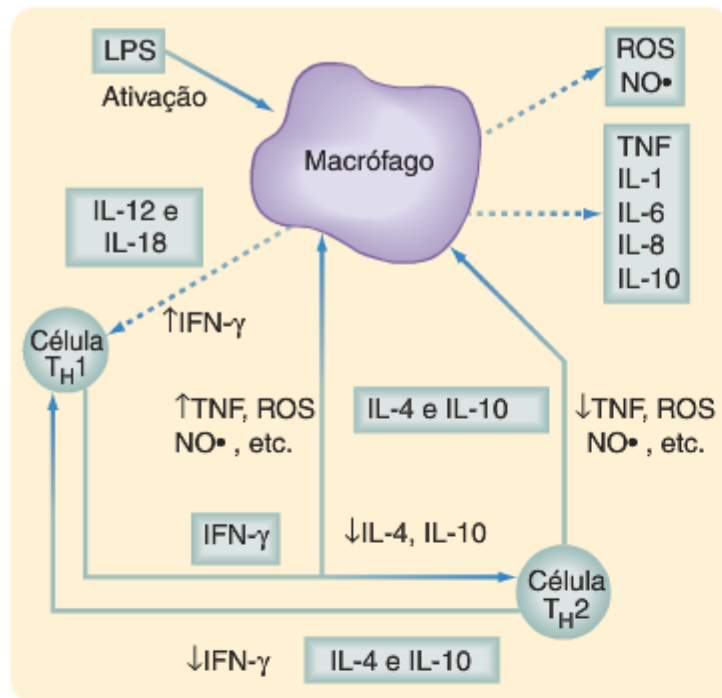 LPS
Ativação
Macrófago
ROS
NO•
TNF
IL-1
IL-6
IL-8
IL-10
IL-12 e
IL-18
↑IFN-γ
Célula
TH1
↑TNF, ROS
NO• , etc.
IL-4 e IL-10
↓TNF, ROS
NO• , etc.
IFN-γ
↓IL-4, IL-10
Célula
TH2
↓IFN-γ
IL-4 e IL-10